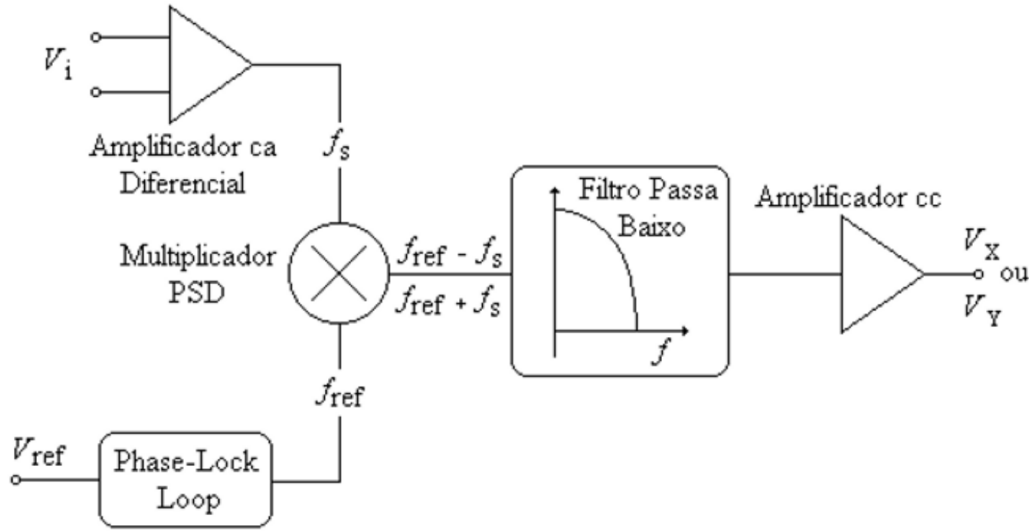 V_i
Amplificador ca
Diferencial
f_s
Multiplicador
PSD
f_ref - f_s
f_ref + f_s
f_ref
V_ref
Phase-Lock
Loop
Filtro Passa
Baixo
f
Amplificador cc
V_X
ou
V_Y